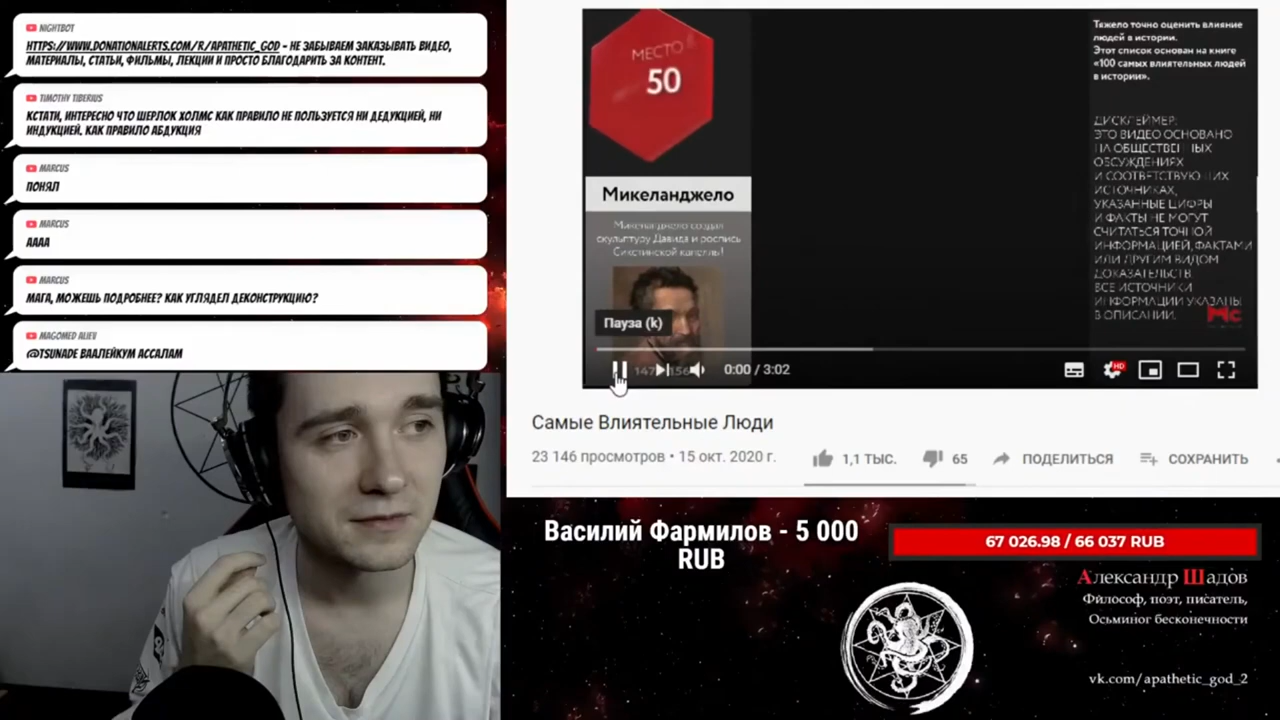 NIGHTBOT
HTTPS://WWW.DONATIONALERTS.COM/R/APATHETIC_GOD - НЕ ЗАБЫВАЕМ ЗАКАЗЫВАТЬ ВИДЕО,
МАТЕРИАЛЫ, СТАТЬИ, ФИЛЬМЫ, ЛЕКЦИИ И ПРОСТО БЛАГОДАРИТЬ ЗА КОНТЕНТ.
TIMOTHY TIBERIUS
КСТАТИ, ИНТЕРЕСНО ЧТО ШЕРЛОК ХОЛМС КАК ПРАВИЛО НЕ ПОЛЬЗУЕТСЯ НИ ДЕДУКЦИЕЙ, НИ
ИНДУКЦИЕЙ. КАК ПРАВИЛО АБДУКЦИЯ
MARCUS
ПОНЯЛ
MARCUS
АААА
MARCUS
МАГА, МОЖЕШЬ ПОДРОБНЕЕ? КАК УГЛЯДЕЛ ДЕКОНСТРУКЦИЮ?
MAGOMED ALIEV
@TSUNADE ВААЛЕЙКУМ АССАЛАМ
МЕСТО
50
Микеланджело
Микеланджело создал
скульптуру Давида и роспись
Сикстинской капеллы!
Пауза (k)
0:00 / 3:02
HD
Тяжело точно оценить влияние
людей в истории.
Этот список основан на книге
«100 самых влиятельных людей
в истории».
ДИСКЛЕЙМЕР:
ЭТО ВИДЕО ОСНОВАНО
НА ОБЩЕСТВЕННЫХ
ОБСУЖДЕНИЯХ
И СООТВЕТСТВУЮЩИХ
ИСТОЧНИКАХ,
УКАЗАННЫЕ ЦИФРЫ
И ФАКТЫ НЕ МОГУТ
СЧИТАТЬСЯ ТОЧНОЙ
ИНФОРМАЦИЕЙ, ФАКТАМИ
ИЛИ ДРУГИМ ВИДОМ
ДОКАЗАТЕЛЬСТВ.
ВСЕ ИСТОЧНИКИ
ИНФОРМАЦИИ УКАЗАНЫ
В ОПИСАНИИ.
Самые Влиятельные Люди
23 146 просмотров • 15 окт. 2020 г.
1,1 ТЫС.
65
ПОДЕЛИТЬСЯ
СОХРАНИТЬ
Василий Фармилов - 5 000
RUB
67 026.98 / 66 037 RUB
Александр Шадов
Философ, поэт, писатель,
Осьминог бесконечности
vk.com/apathetic_god_2